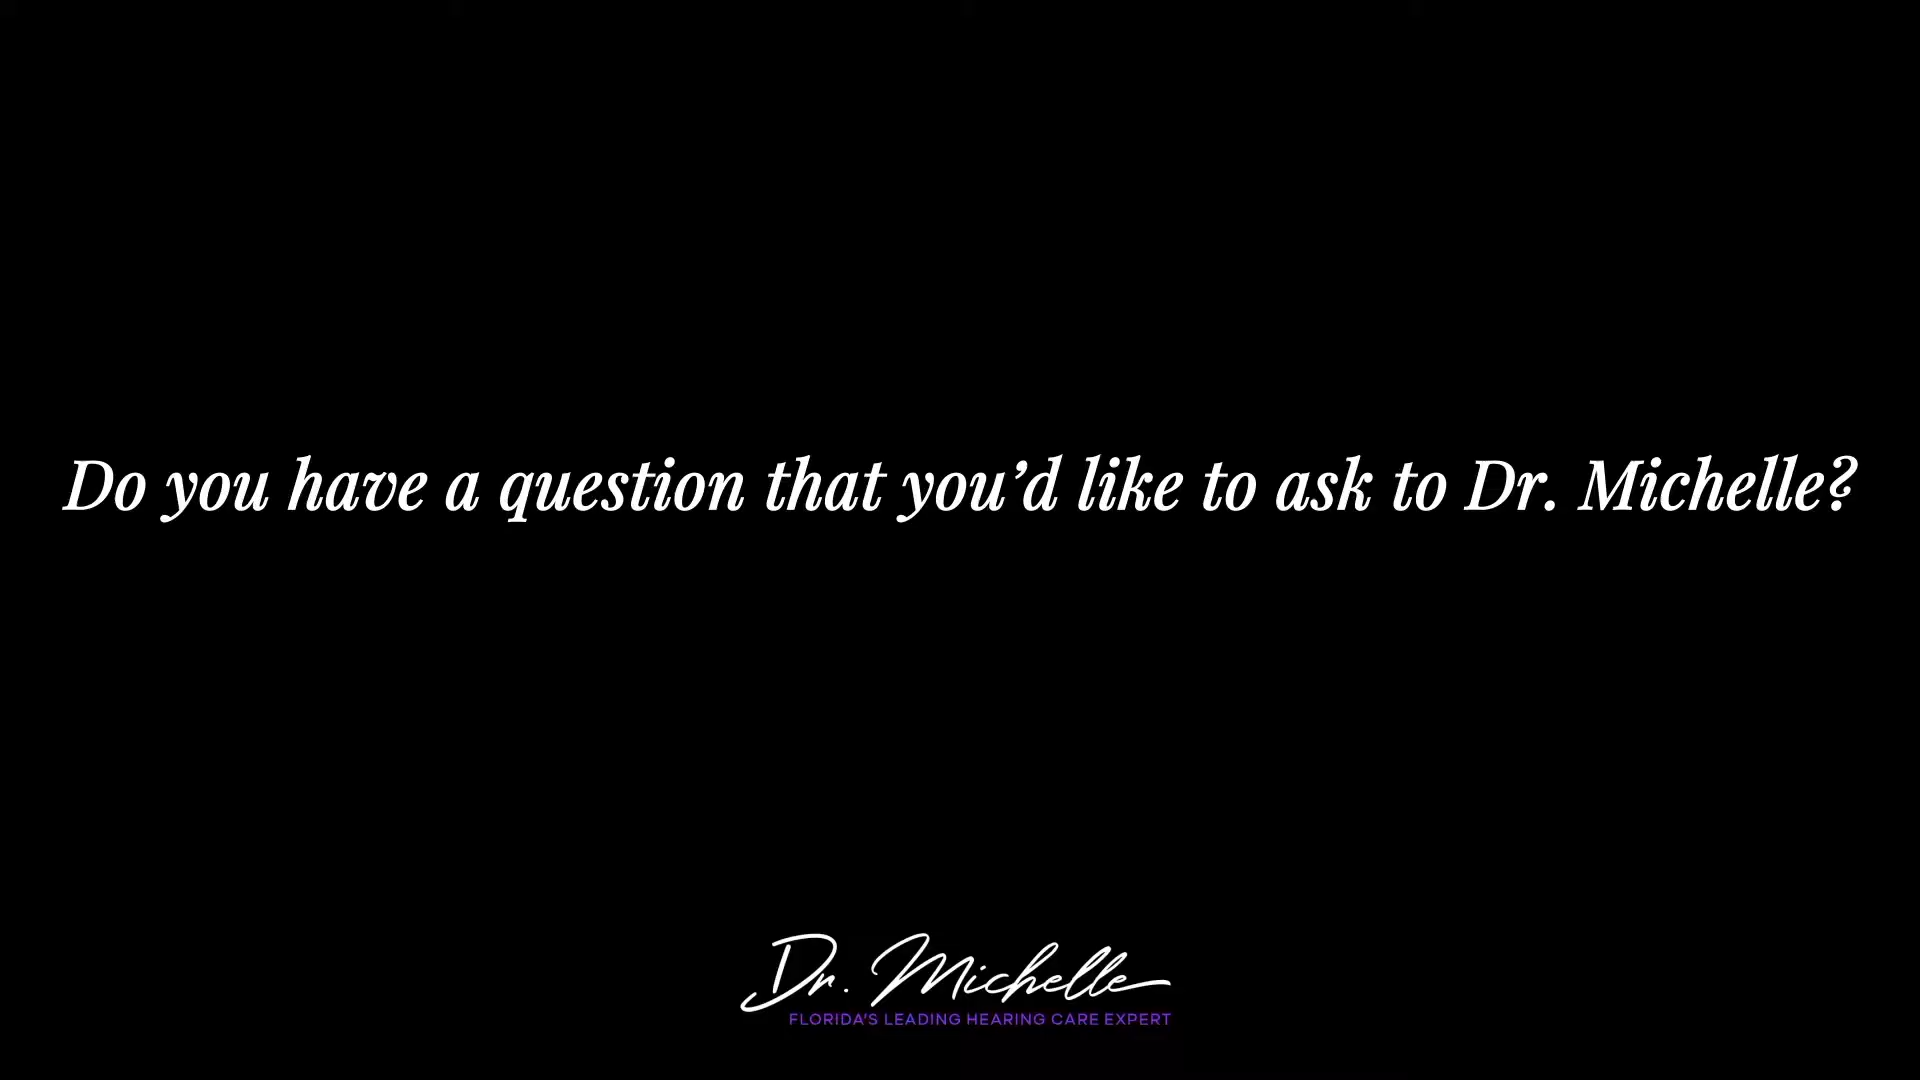 Do you have a question that you’d like to ask to Dr. Michelle?
Dr. Michelle
FLORIDA’S LEADING HEARING CARE EXPERT